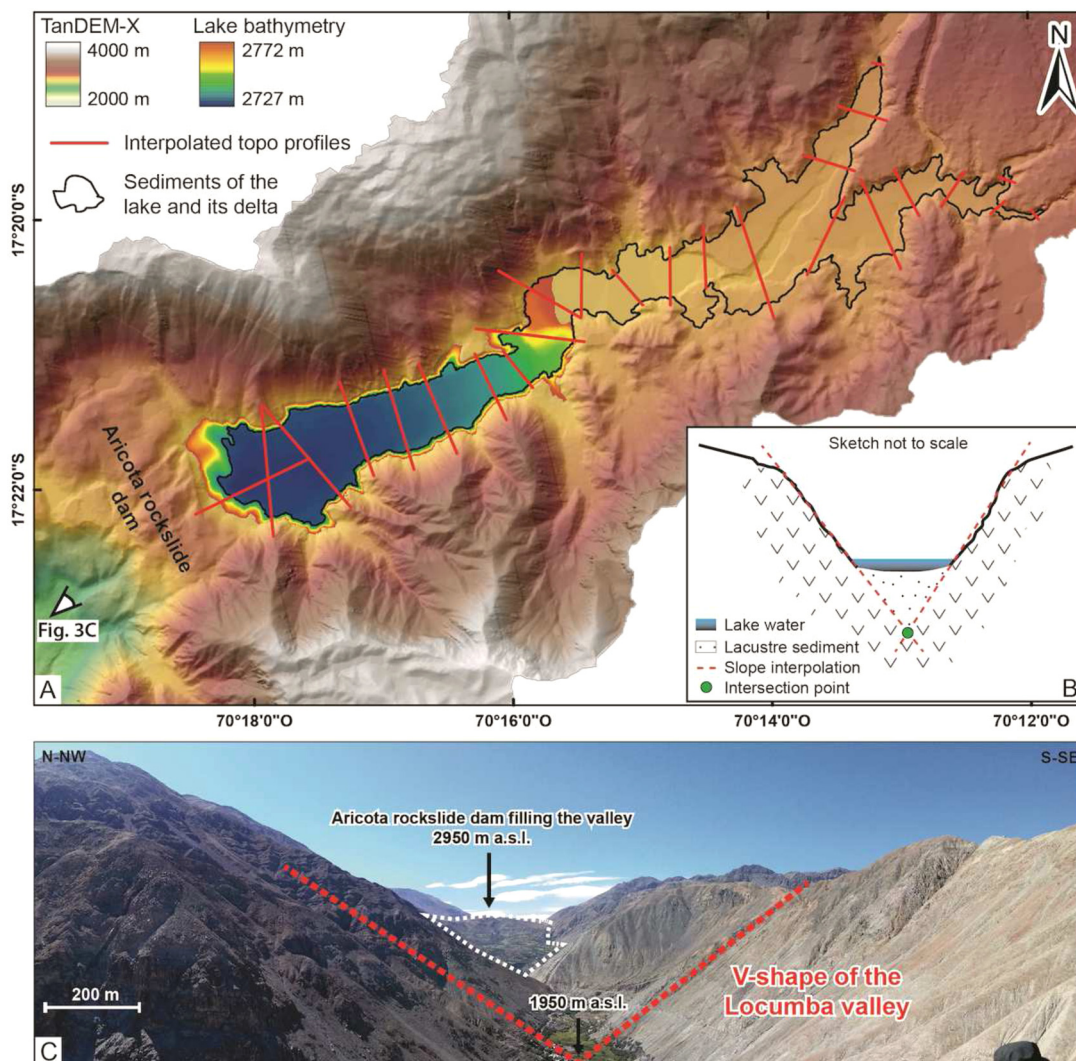 TanDEM-X
4000 m
2000 m
Lake bathymetry
2772 m
2727 m
Interpolated topo profiles
Sediments of the
lake and its delta
N
17°20'0"S
17°22'0"S
Aricota rockslide
dam
Fig. 3C
A
Sketch not to scale
Lake water
Lacustre sediment
Slope interpolation
Intersection point
B
70°18'0"O
70°16'0"O
70°14'0"O
70°12'0"O
N-NW
S-SE
Aricota rockslide dam filling the valley
2950 m a.s.l.
1950 m a.s.l.
V-shape of the
Locumba valley
200 m
C